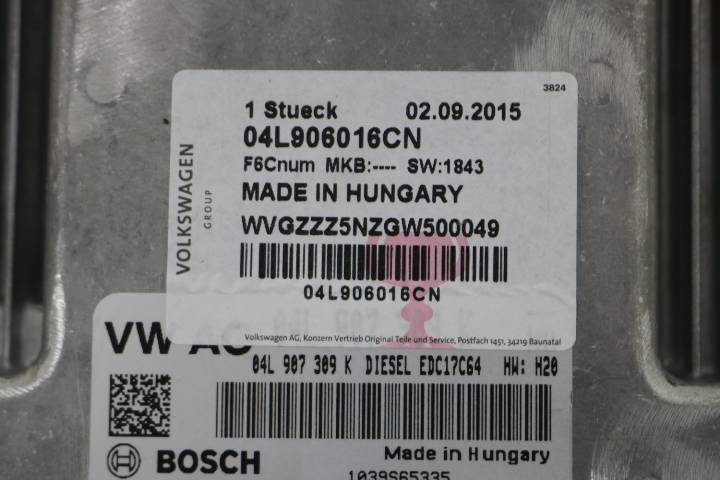 3824
1 Stueck 02.09.2015
04L906016CN
F6Cnum MKB:---- SW:1843
MADE IN HUNGARY
WVGZZZ5NZGW500049
04L906016CN
VOLKSWAGEN
GROUP
Volkswagen AG, Konzern Vertrieb Original Teile und Service, Postfach 1451, 34219 Baunatal
VW AG
04L 907 309 K DIESEL EDC17C64 HW: H20
BOSCH
Made in Hungary
1039S65335